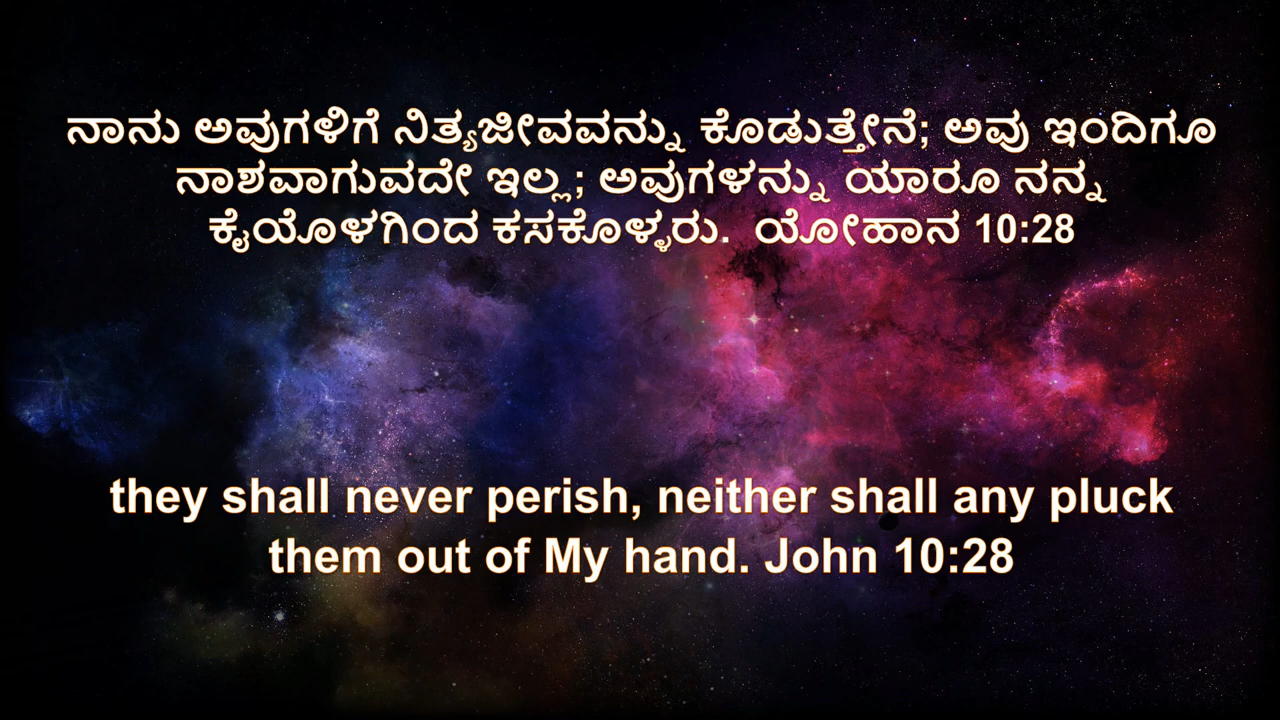 ನಾನು ಅವುಗಳಿಗೆ ನಿತ್ಯಜೀವವನ್ನು ಕೊಡುತ್ತೇನೆ; ಅವು ಇಂದಿಗೂ
ನಾಶವಾಗುವದೇ ಇಲ್ಲ; ಅವುಗಳನ್ನು ಯಾರೂ ನನ್ನ
ಕೈಯೊಳಗಿಂದ ಕಸಕೊಳ್ಳರು. ಯೋಹಾನ 10:28
they shall never perish, neither shall any pluck
them out of My hand. John 10:28